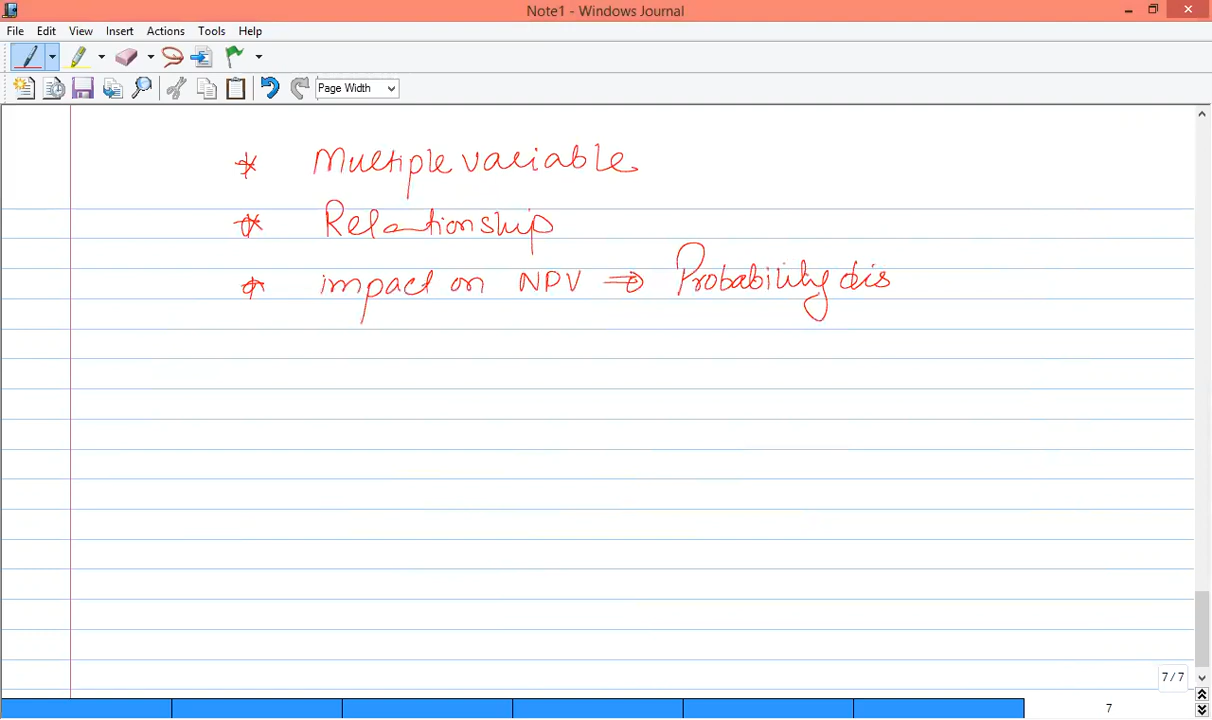 Note1 - Windows Journal
File Edit View Insert Actions Tools Help
Page Width
* Multiple variable
* Relationship
* impact on NPV ⇒ Probability dis
7 / 7
7